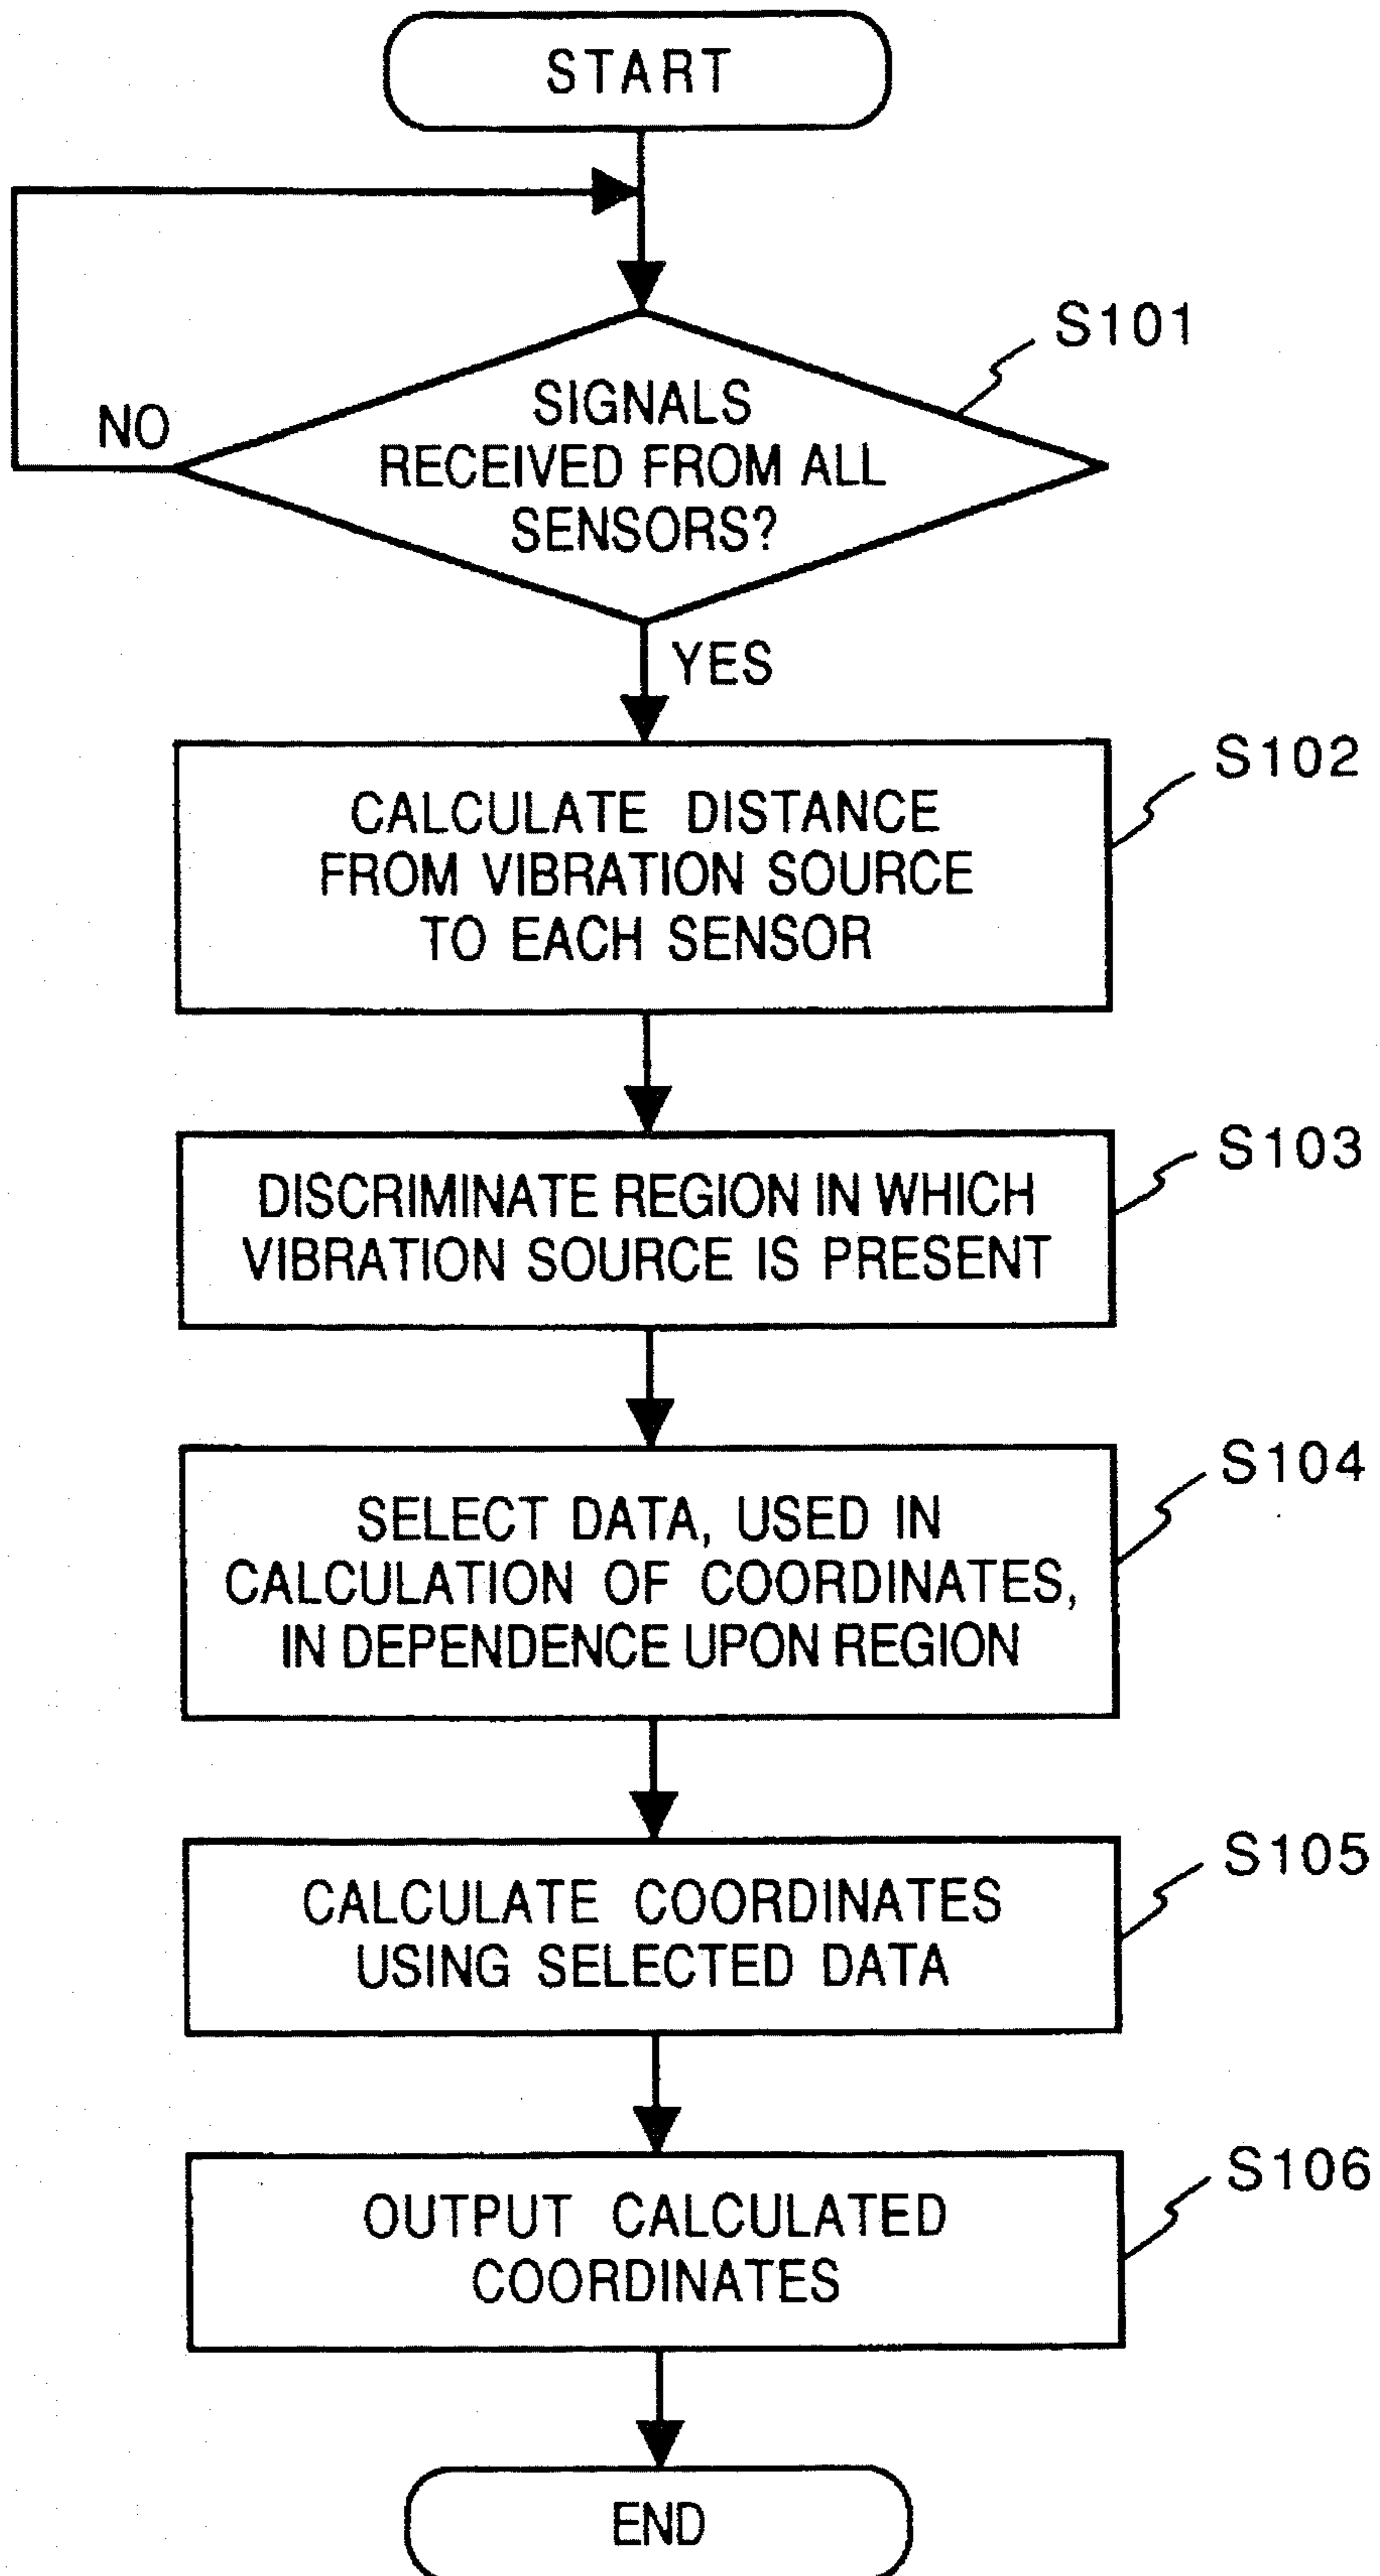 START
S101
SIGNALS
NO
RECEIVED FROM ALL
SENSORS?
YES
S102
CALCULATE DISTANCE
FROM VIBRATION SOURCE
TO EACH SENSOR
S103
DISCRIMINATE REGION IN WHICH
VIBRATION SOURCE IS PRESENT
S104
SELECT DATA, USED IN
CALCULATION OF COORDINATES,
IN DEPENDENCE UPON REGION
S105
CALCULATE COORDINATES
USING SELECTED DATA
S106
OUTPUT CALCULATED
COORDINATES
END